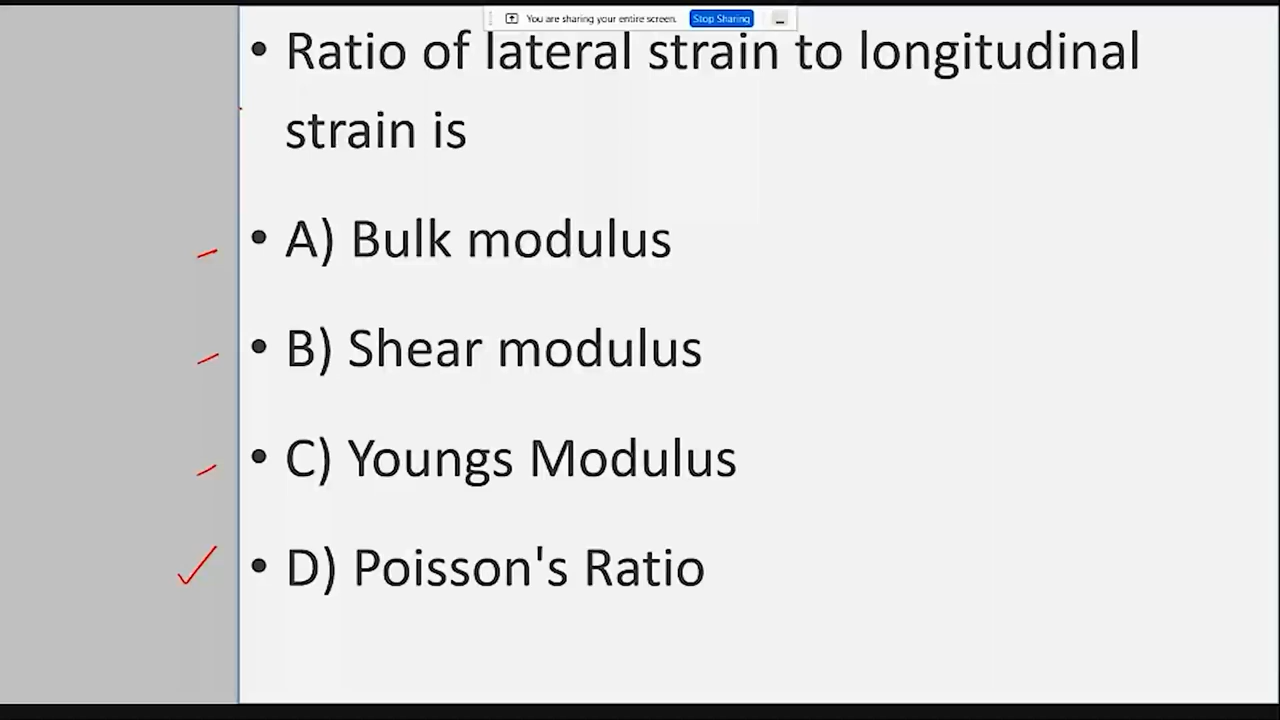 You are sharing your entire screen. Stop Sharing
• Ratio of lateral strain to longitudinal
strain is
• A) Bulk modulus
• B) Shear modulus
• C) Youngs Modulus
• D) Poisson's Ratio